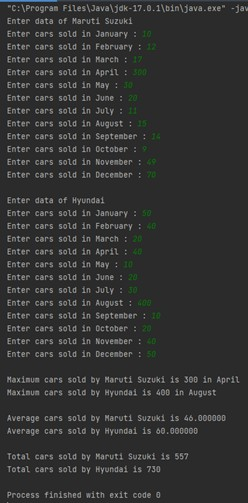 "C:\Program Files\Java\jdk-17.0.1\bin\java.exe" -jav
Enter data of Maruti Suzuki
Enter cars sold in January : 10
Enter cars sold in February : 12
Enter cars sold in March : 17
Enter cars sold in April : 300
Enter cars sold in May :
Enter cars sold in June : 20
Enter cars sold in July : 11
Enter cars sold in August : 15
Enter cars sold in September : 14
Enter cars sold in October : 9
Enter cars sold in November : 49
Enter cars sold in December : 70
Enter data of Hyundai
Enter cars sold in January : 50
Enter cars sold in February : 40
Enter cars sold in March : 20
Enter cars sold in April : 40
Enter cars sold in May : 10
Enter cars sold in June : 20
Enter cars sold in July : 30
Enter cars sold in August : 400
Enter cars sold in September : 10
Enter cars sold in October : 20
Enter cars sold in November : 40
Enter cars sold in December : 50
Maximum cars sold by Maruti Suzuki is 300 in April
Maximum cars sold by Hyundai is 400 in August
Average cars sold by Maruti Suzuki is 46.000000
Average cars sold by Hyundai is 60.000000
Total cars sold by Maruti Suzuki is 557
Total cars sold by Hyundai is 730
Process finished with exit code 0